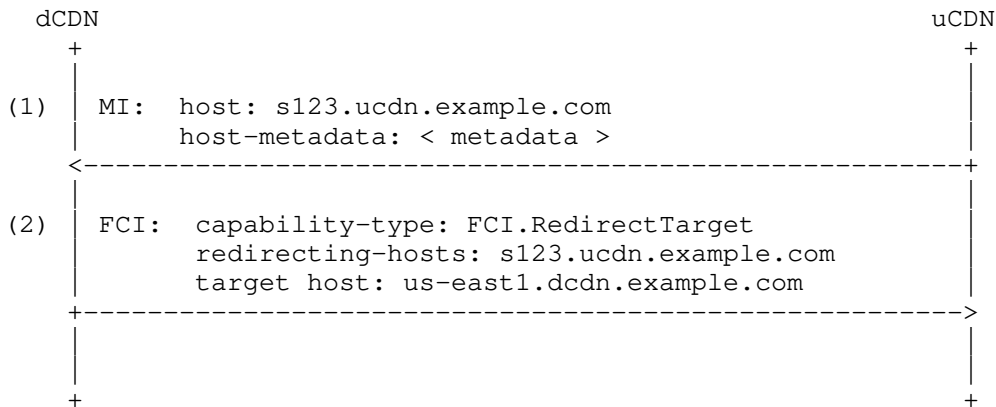 dCDN uCDN
+ +
(1) | MI: host: s123.ucdn.example.com |
| host-metadata: < metadata > |
<-------------------------------------------------------+
(2) | FCI: capability-type: FCI.RedirectTarget |
| redirecting-hosts: s123.ucdn.example.com |
| target host: us-east1.dcdn.example.com |
+------------------------------------------------------->
+ +